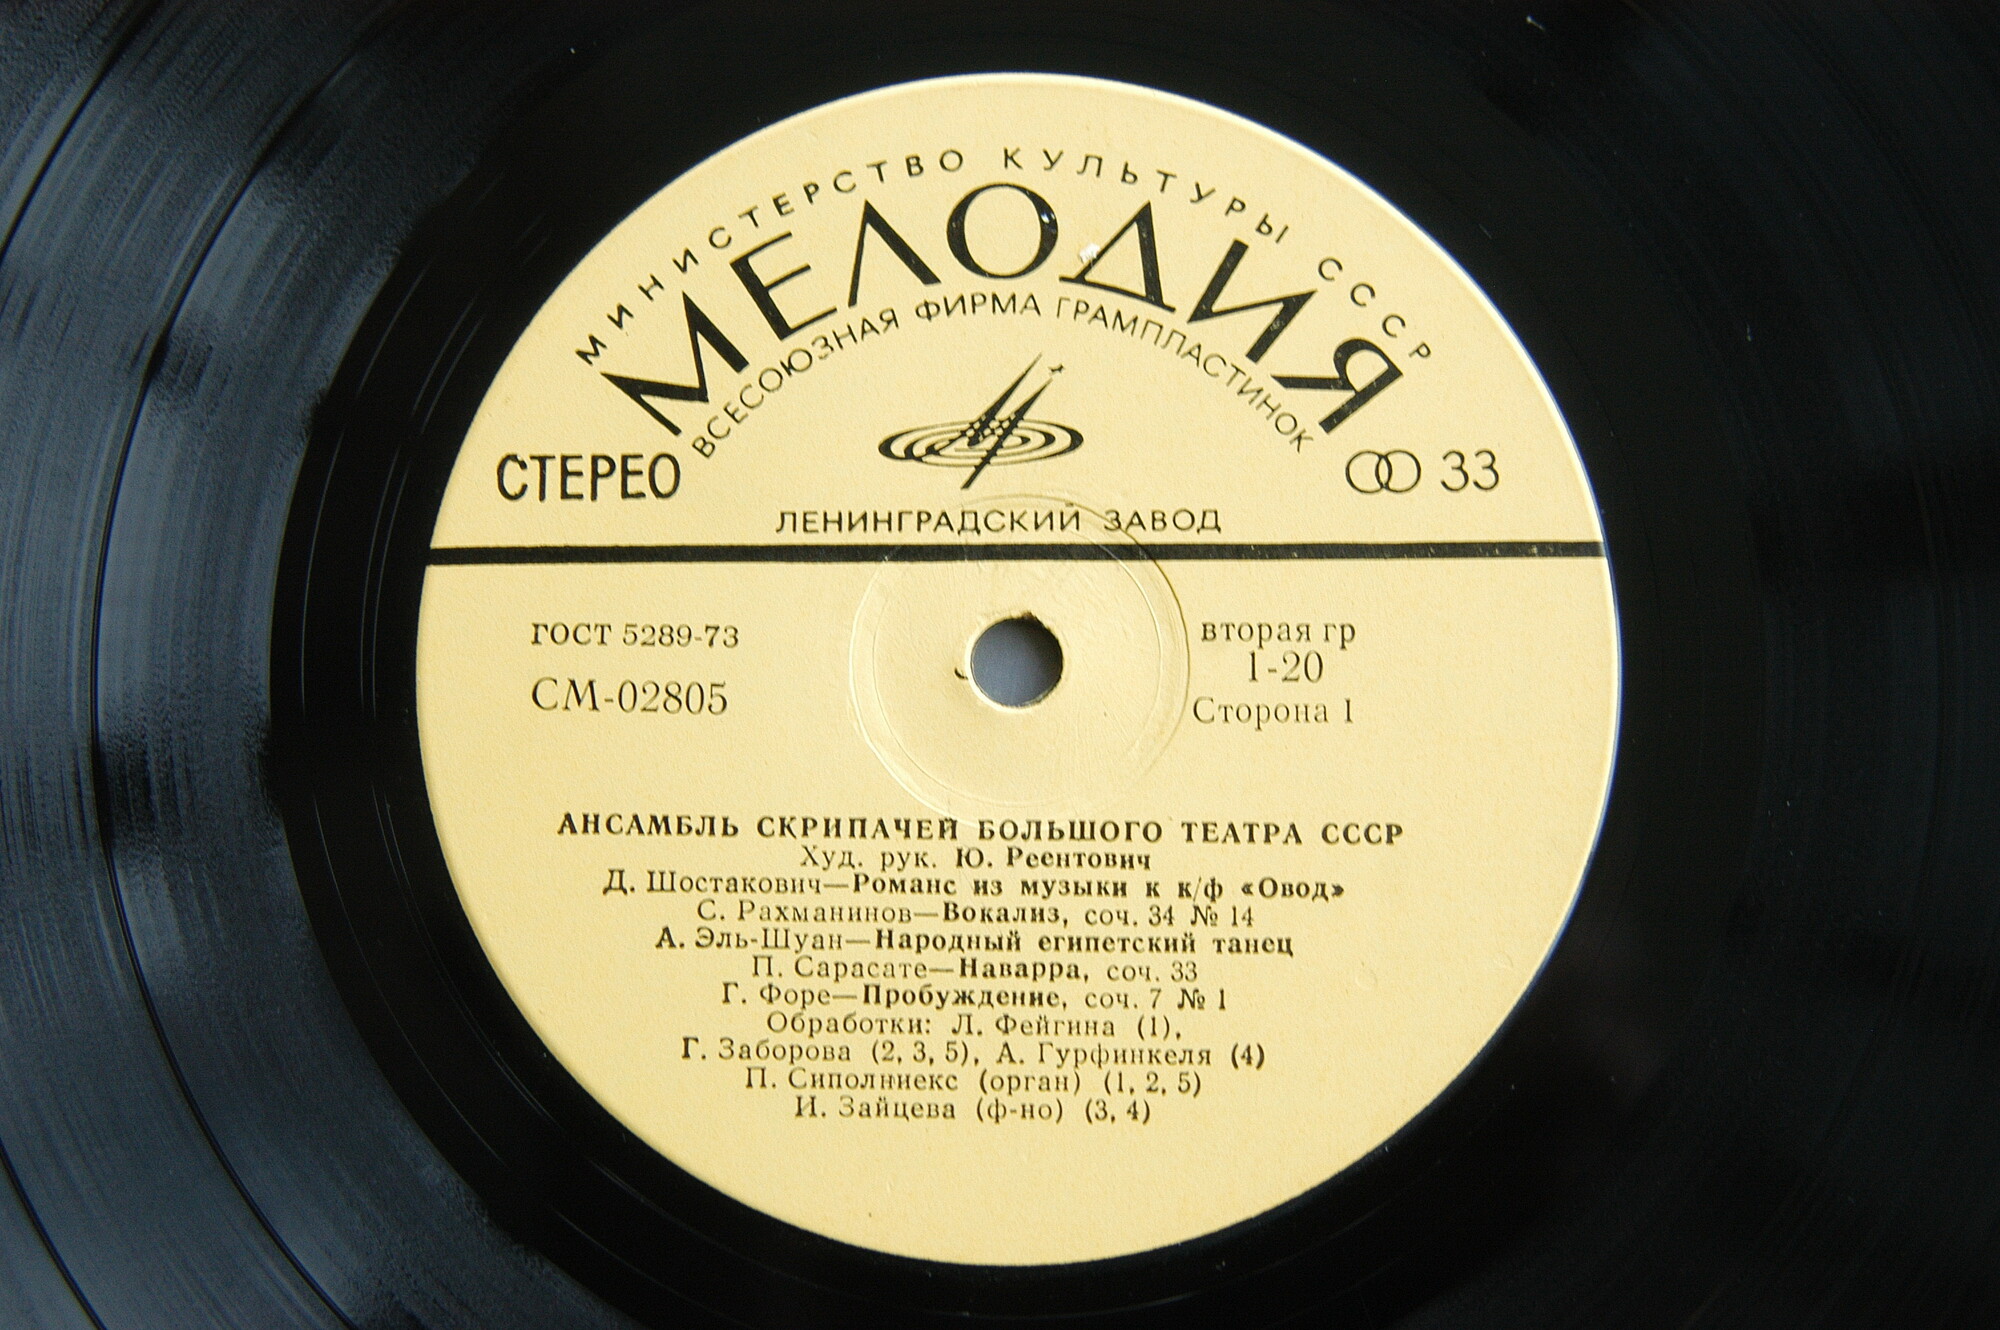 МИНИСТЕРСТВО КУЛЬТУРЫ СССР
МЕЛОДИЯ
ВСЕСОЮЗНАЯ ФИРМА ГРАМПЛАСТИНОК
СТЕРЕО
33
ЛЕНИНГРАДСКИЙ ЗАВОД
ГОСТ 5289-73
СМ-02805
вторая гр
1-20
Сторона 1
АНСАМБЛЬ СКРИПАЧЕЙ БОЛЬШОГО ТЕАТРА СССР
Худ. рук. Ю. Реентович
Д. Шостакович—Романс из музыки к к/ф «Овод»
С. Рахманинов—Вокализ, соч. 34 № 14
А. Эль-Шуан—Народный египетский танец
П. Сарасате—Наварра, соч. 33
Г. Форе—Пробуждение, соч. 7 № 1
Обработки: Л. Фейгина (1),
Г. Заборова (2, 3, 5), А. Гурфинкеля (4)
П. Сиполниекс (орган) (1, 2, 5)
И. Зайцева (ф-но) (3, 4)